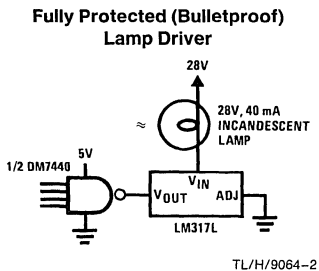 Fully Protected (Bulletproof)
Lamp Driver
28V
28V, 40 mA
INCANDESCENT
LAMP
≈
5V
1/2 DM7440
VIN
VOUT
ADJ
LM317L
TL/H/9064–2